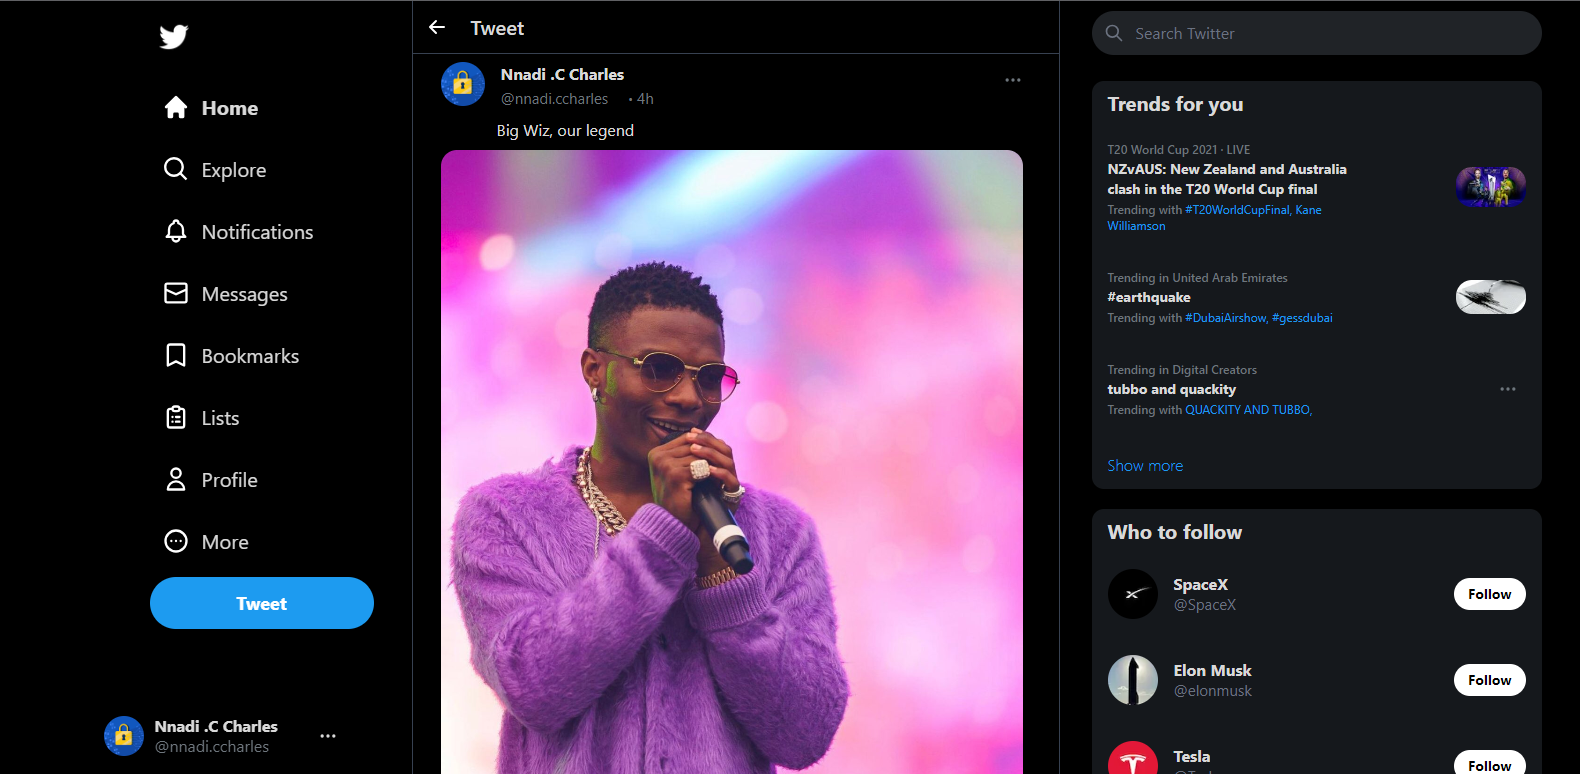 Home
Explore
Notifications
Messages
Bookmarks
Lists
Profile
More
Tweet
Nnadi .C Charles
@nnadi.ccharles
Tweet
Nnadi .C Charles
@nnadi.ccharles · 4h
Big Wiz, our legend
Search Twitter
Trends for you
T20 World Cup 2021 · LIVE
NZvAUS: New Zealand and Australia
clash in the T20 World Cup final
Trending with #T20WorldCupFinal, Kane
Williamson
Trending in United Arab Emirates
#earthquake
Trending with #DubaiAirshow, #gessdubai
Trending in Digital Creators
tubbo and quackity
Trending with QUACKITY AND TUBBO,
Show more
Who to follow
SpaceX
@SpaceX
Follow
Elon Musk
@elonmusk
Follow
Tesla
Follow